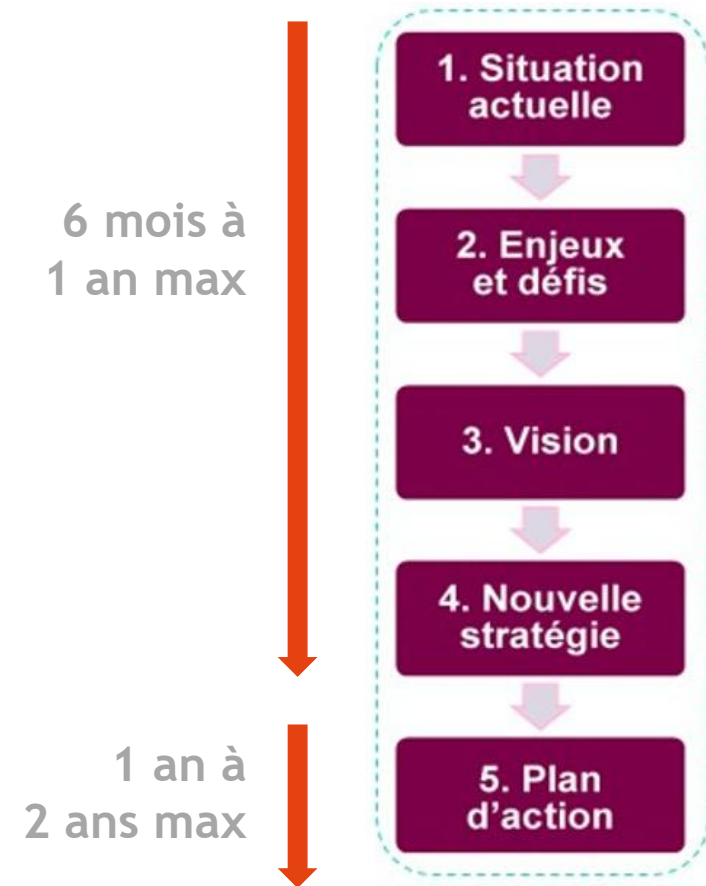 1. Situation
actuelle
6 mois à
1 an max
2. Enjeux
et défis
3. Vision
4. Nouvelle
stratégie
1 an à
2 ans max
5. Plan
d'action